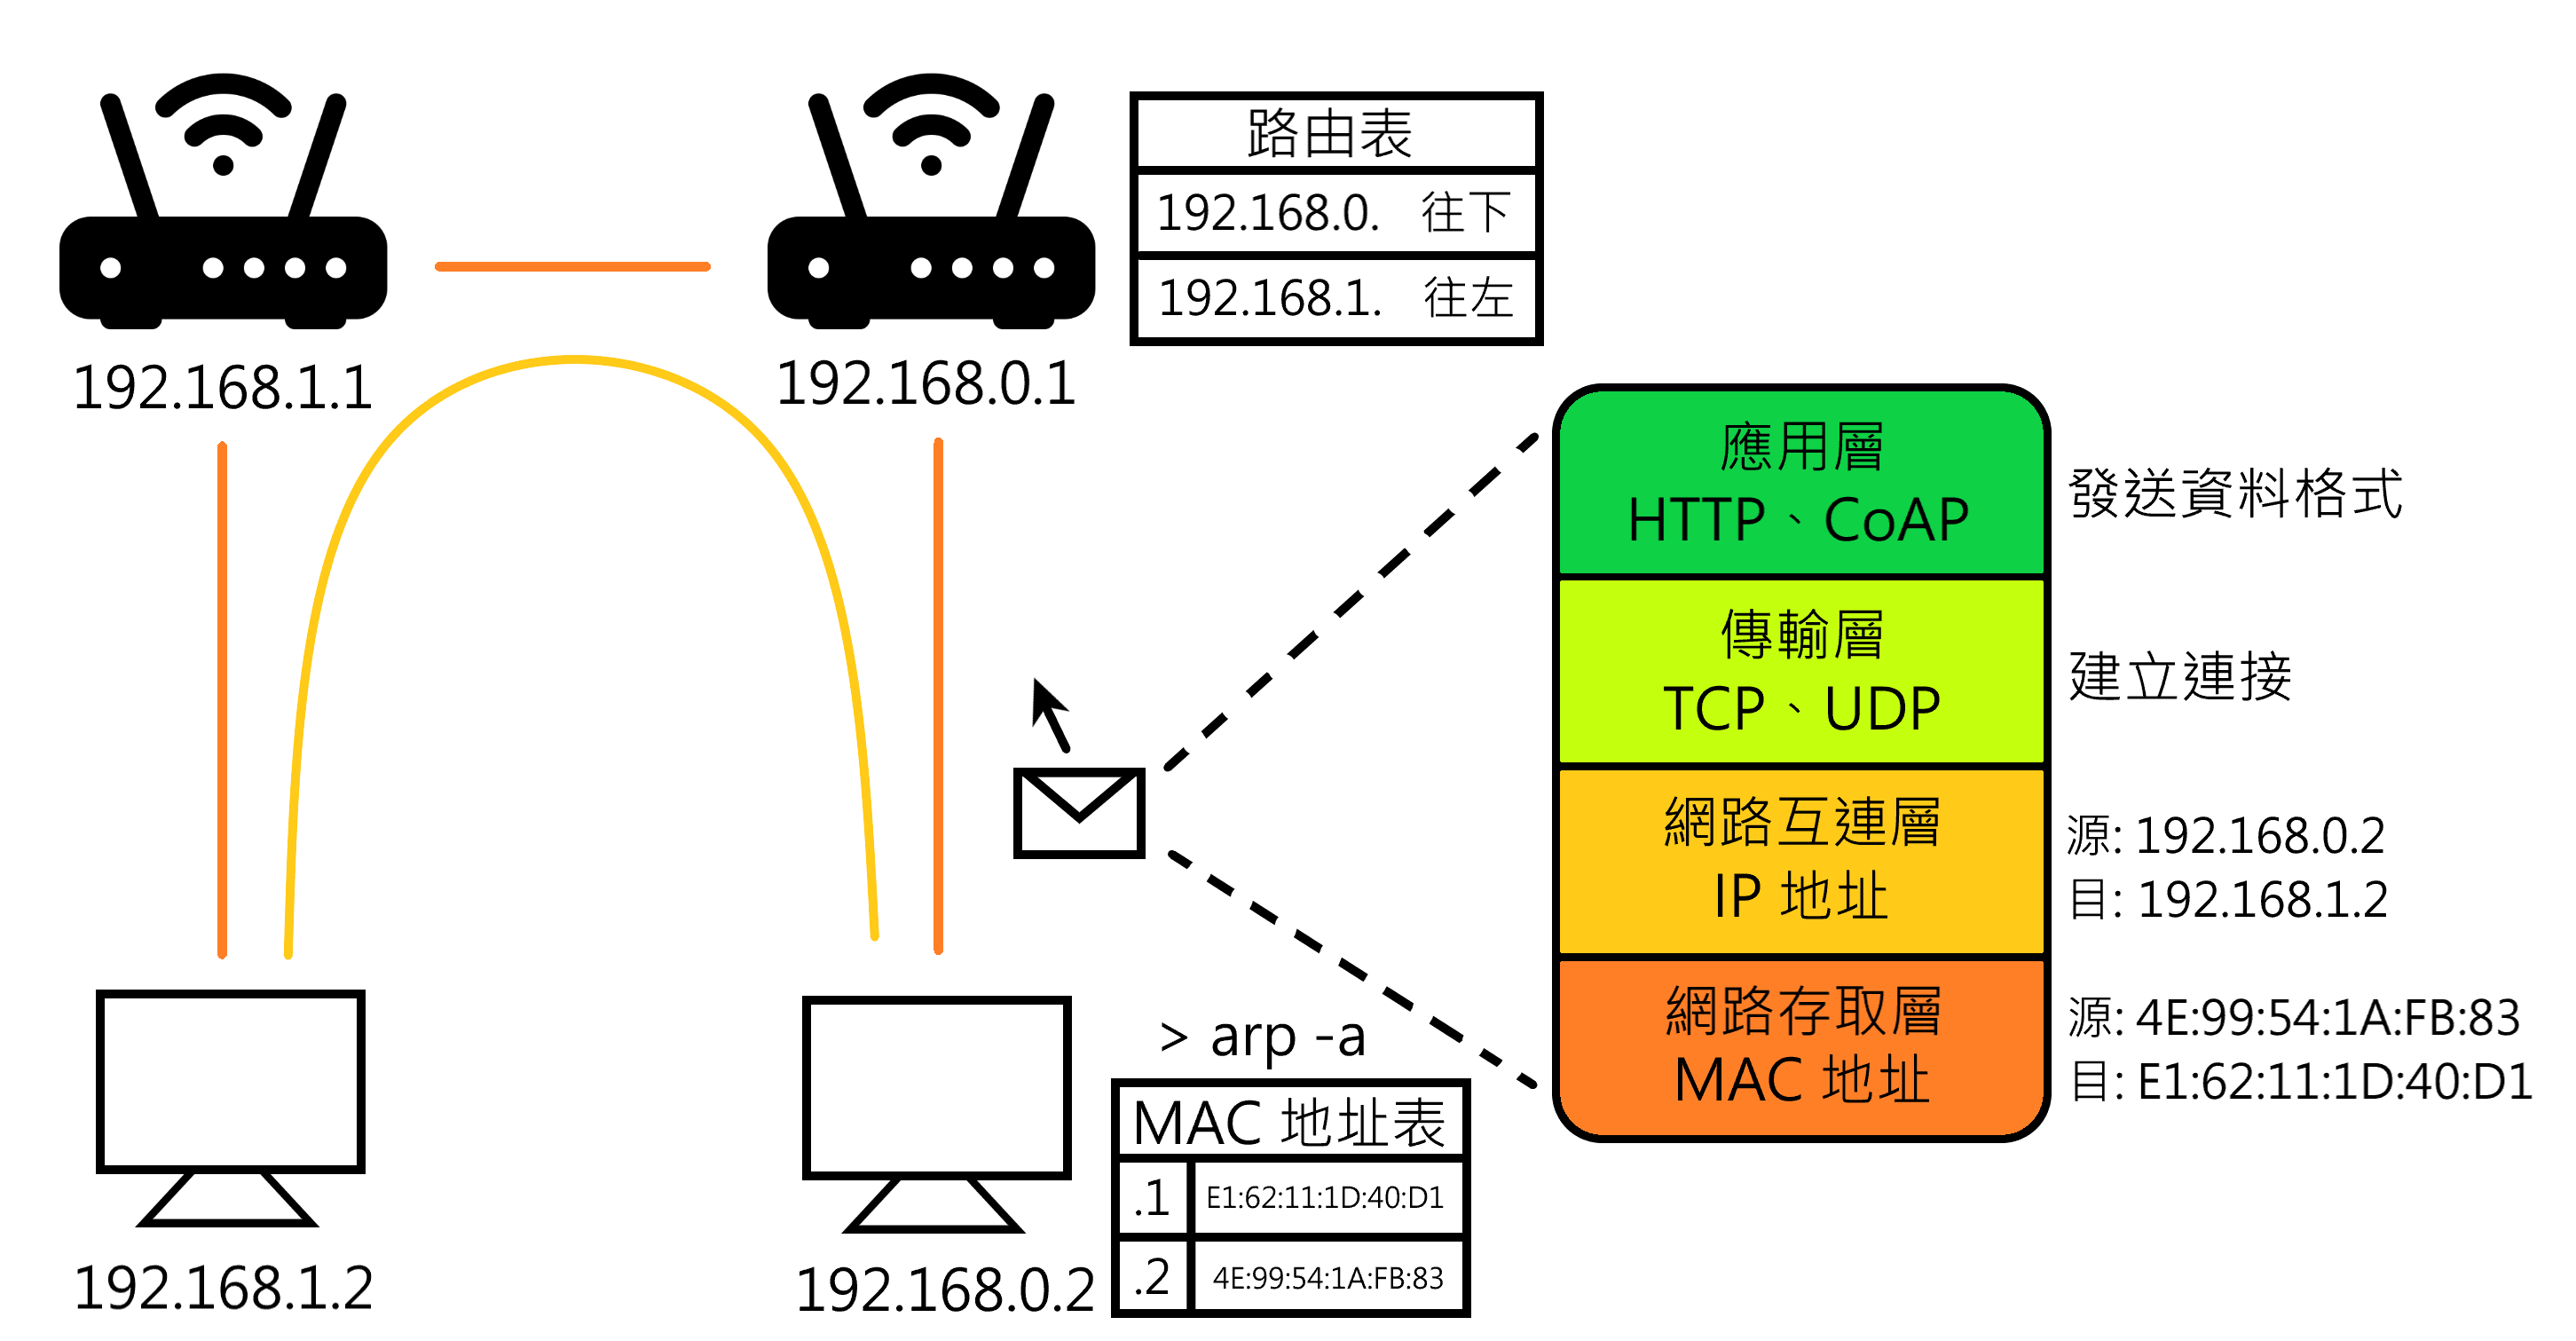 192.168.1.1
192.168.0.1
路由表
192.168.0. 往下
192.168.1. 往左
應用層
HTTP、CoAP
發送資料格式
傳輸層
TCP、UDP
建立連接
網路互連層
IP 地址
源: 192.168.0.2
目: 192.168.1.2
網路存取層
MAC 地址
源: 4E:99:54:1A:FB:83
目: E1:62:11:1D:40:D1
> arp -a
MAC 地址表
.1 E1:62:11:1D:40:D1
.2 4E:99:54:1A:FB:83
192.168.1.2
192.168.0.2